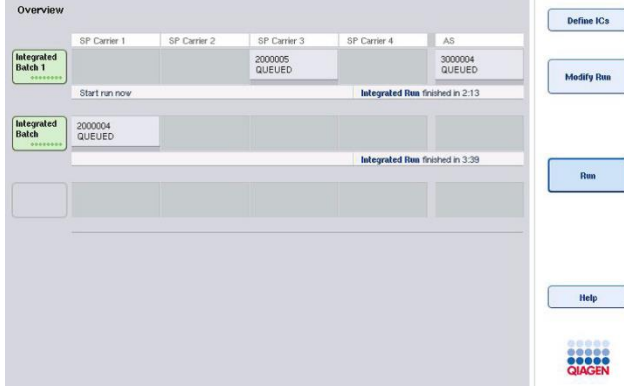 Overview
Define ICs
SP Carrier 1 SP Carrier 2 SP Carrier 3 SP Carrier 4 AS
Integrated
Batch 1
2000005
QUEUED
3000004
QUEUED
Modify Run
Start run now Integrated Run finished in 2:13
Integrated
Batch
2000004
QUEUED
Integrated Run finished in 3:39
Run
Help
QIAGEN